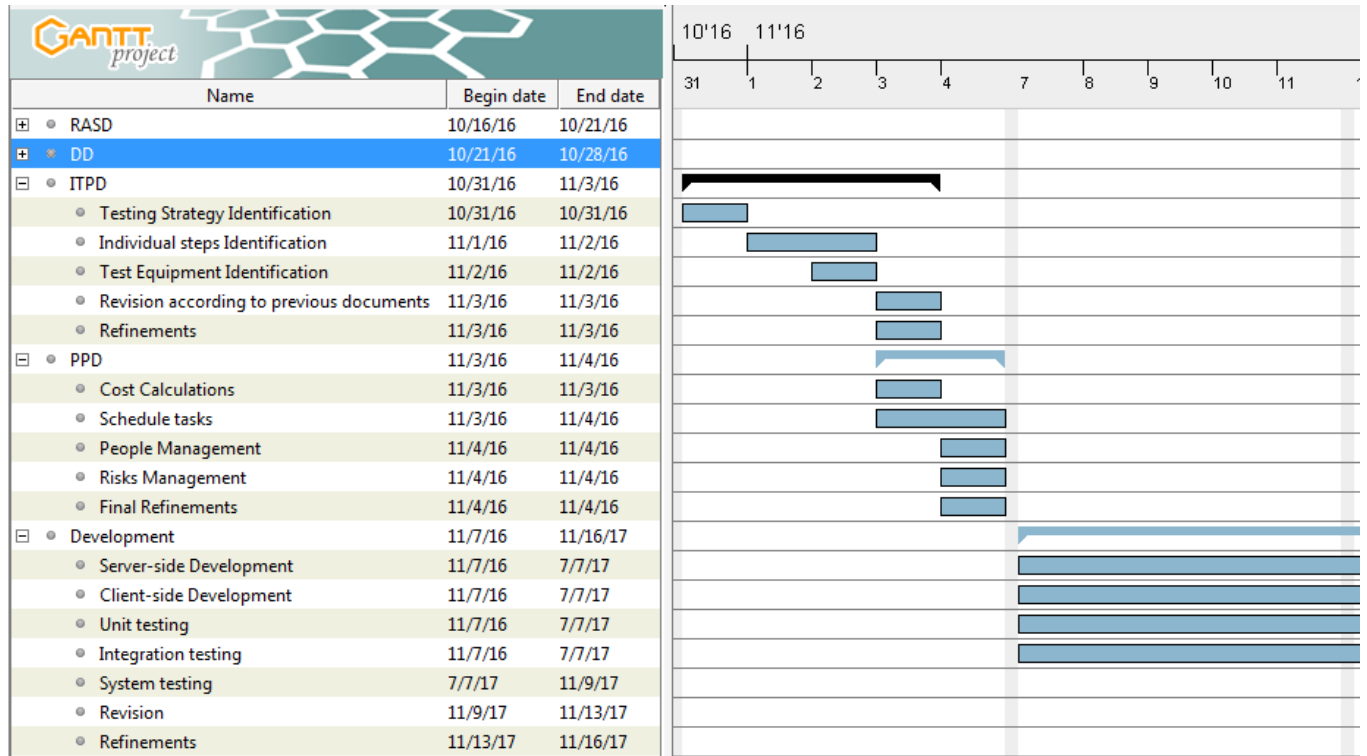 GANTT
project
10'16 11'16
31 1 2 3 4 7 8 9 10 11
Name Begin date End date
RASD 10/16/16 10/21/16
DD 10/21/16 10/28/16
ITPD 10/31/16 11/3/16
Testing Strategy Identification 10/31/16 10/31/16
Individual steps Identification 11/1/16 11/2/16
Test Equipment Identification 11/2/16 11/2/16
Revision according to previous documents 11/3/16 11/3/16
Refinements 11/3/16 11/3/16
PPD 11/3/16 11/4/16
Cost Calculations 11/3/16 11/3/16
Schedule tasks 11/3/16 11/4/16
People Management 11/4/16 11/4/16
Risks Management 11/4/16 11/4/16
Final Refinements 11/4/16 11/4/16
Development 11/7/16 11/16/17
Server-side Development 11/7/16 7/7/17
Client-side Development 11/7/16 7/7/17
Unit testing 11/7/16 7/7/17
Integration testing 11/7/16 7/7/17
System testing 7/7/17 11/9/17
Revision 11/9/17 11/13/17
Refinements 11/13/17 11/16/17